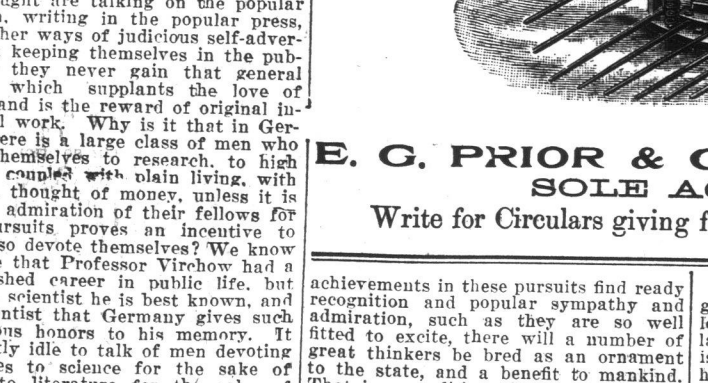 ught are talking on the popular
writing in the popular press,
her ways of judicious self-adver-
keeping themselves in the pub-
they never gain that general
which supplants the love of
and is the reward of original in-
l work. Why is it that in Ger-
ere is a large class of men who
hemselves to research, to high
coupled with plain living, with
thought of money, unless it is
admiration of their fellows for
ursuits proves an incentive to
so devote themselves? We know
that Professor Virchow had a
shed career in public life, but
scientist he is best known, and
ntist that Germany gives such
ous honors to his memory. It
tly idle to talk of men devoting
es to science for the sake of
E. G. PRIOR & C
SOLE AG
Write for Circulars giving f
achievements in these pursuits find ready
recognition and popular sympathy and
admiration, such as they are so well
fitted to excite, there will a number of
great thinkers be bred as an ornament
to the state, and a benefit to mankind.